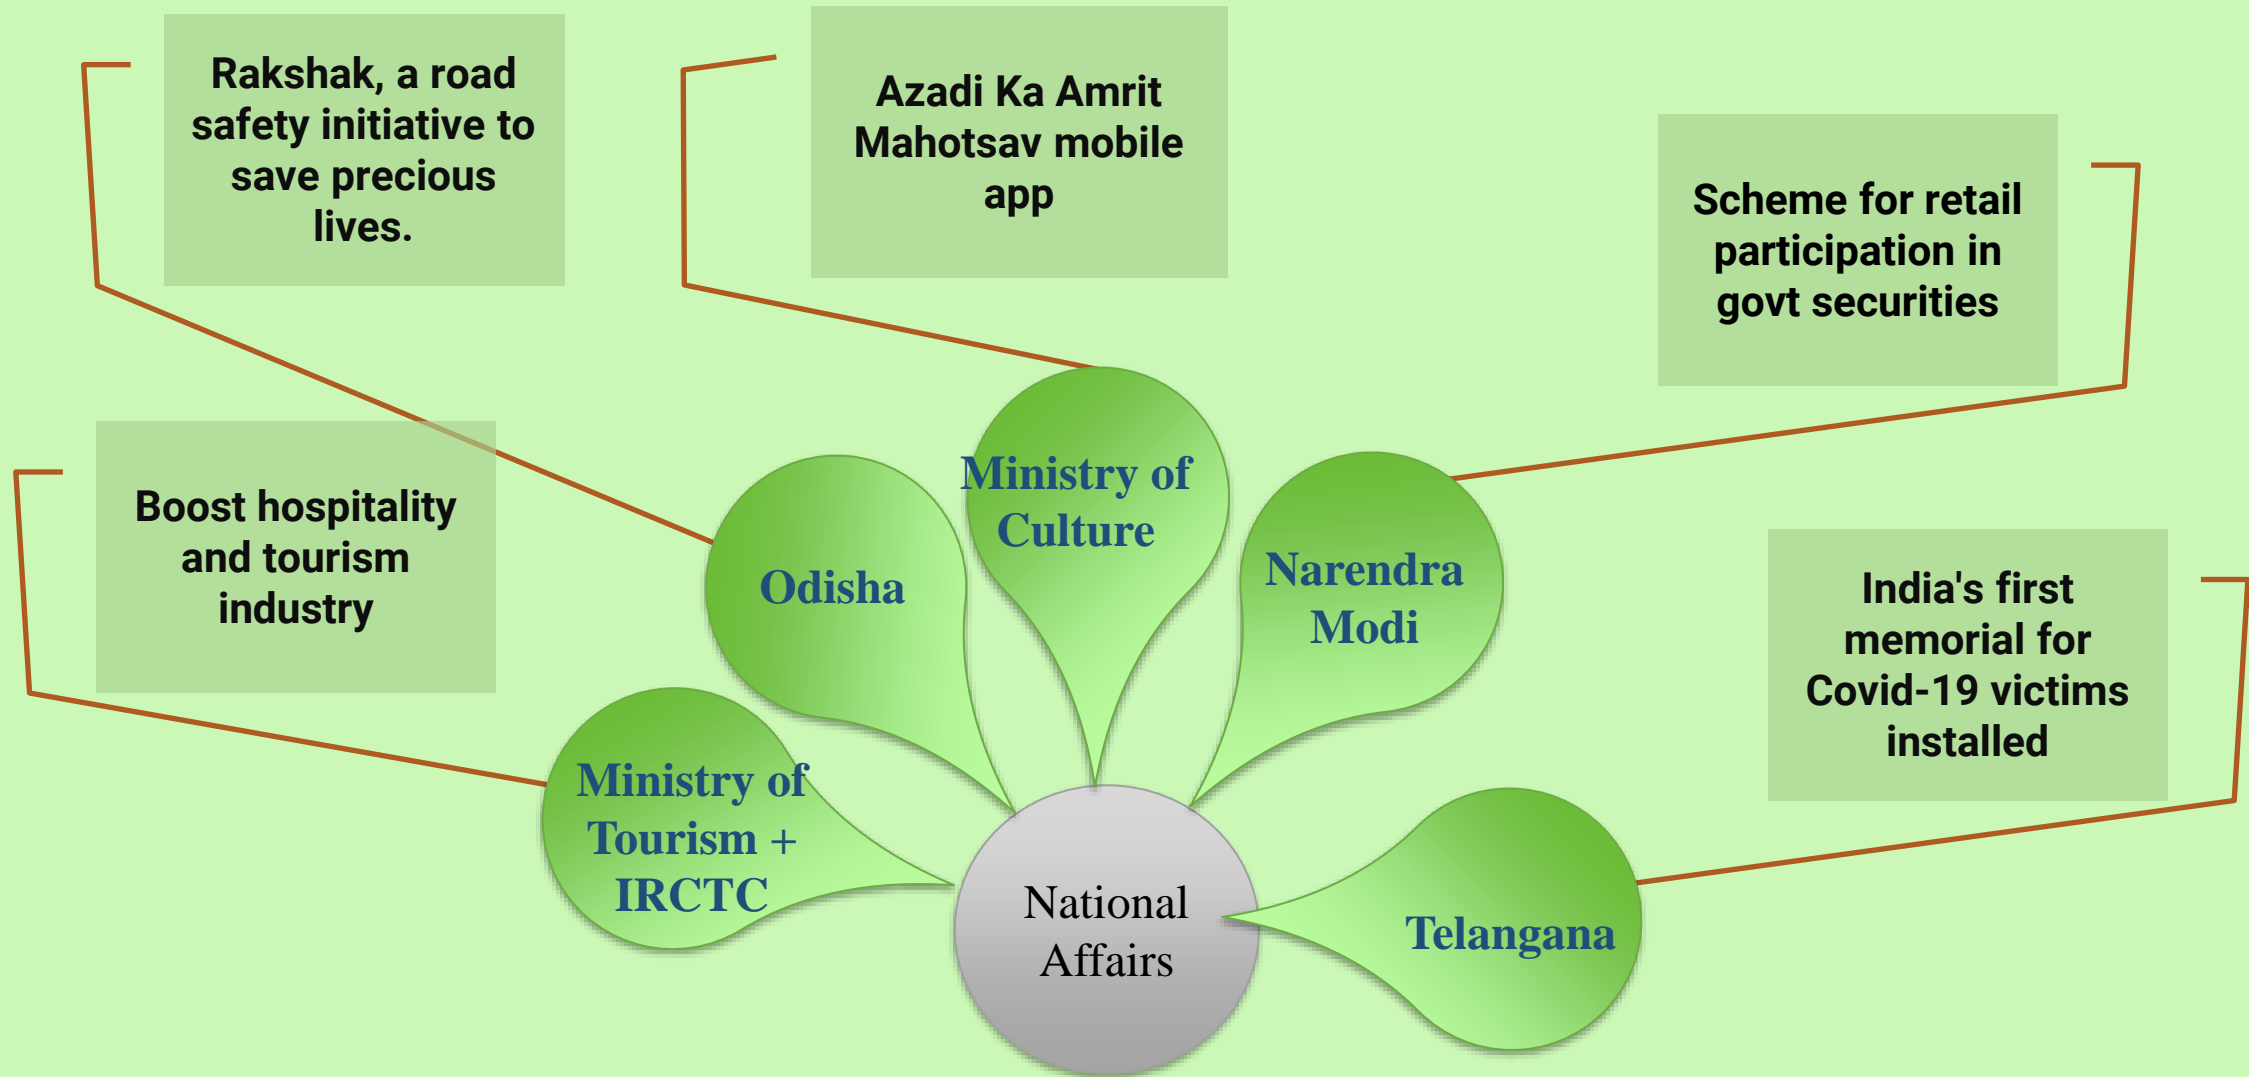 Rakshak, a road
safety initiative to
save precious
lives.
Azadi Ka Amrit
Mahotsav mobile
app
Scheme for retail
participation in
govt securities
Boost hospitality
and tourism
industry
India's first
memorial for
Covid-19 victims
installed
Ministry of
Culture
Odisha
Narendra
Modi
Ministry of
Tourism +
IRCTC
National
Affairs
Telangana